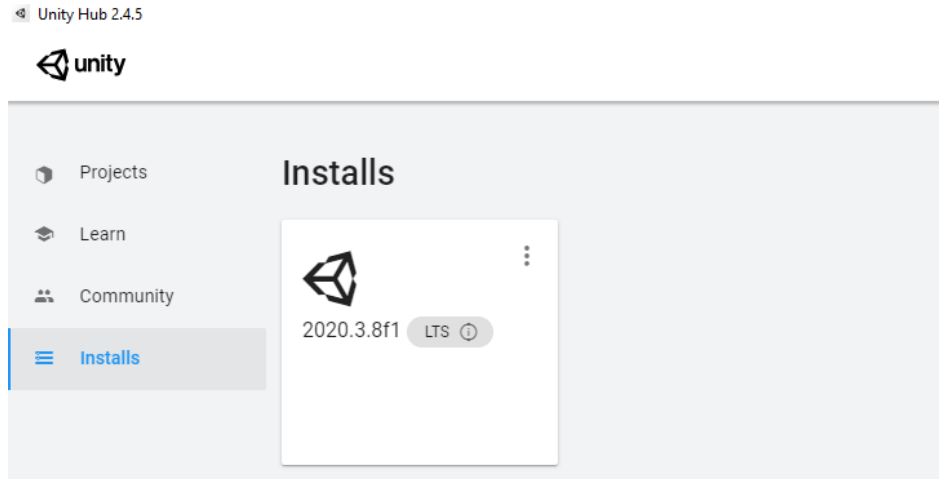 Unity Hub 2.4.5
unity
Projects
Learn
Community
Installs
Installs
2020.3.8f1 LTS